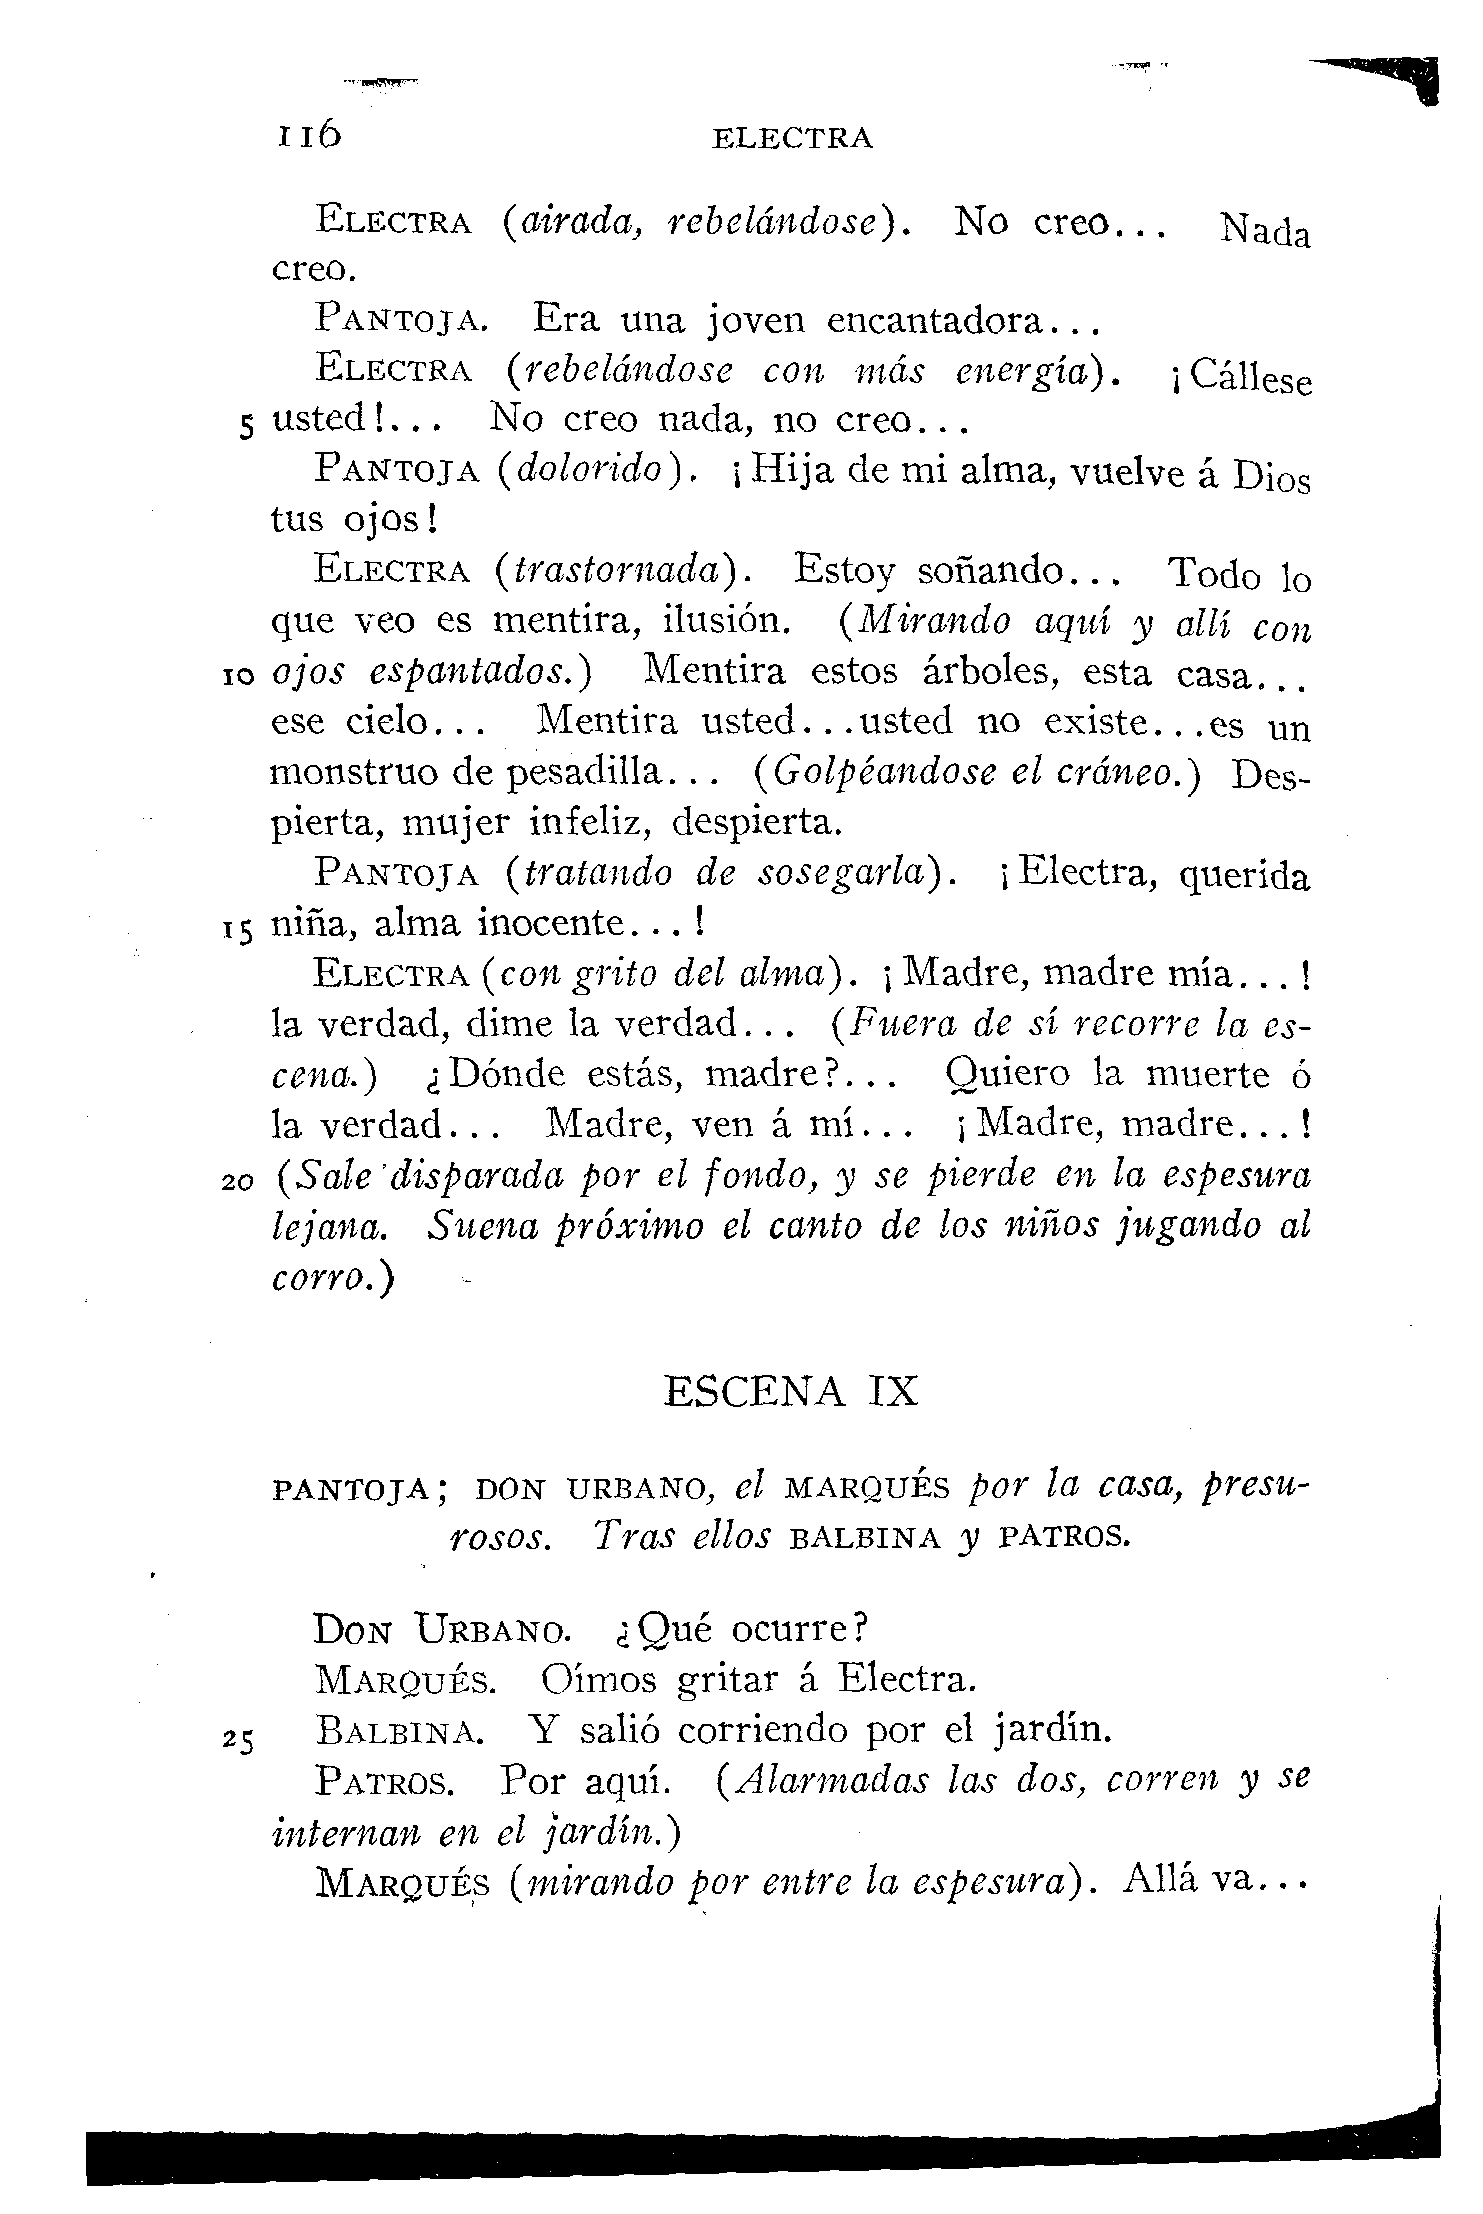 116 ELECTRA
ELECTRA (airada, rebelándose). No creo... Nada
creo.
PANTOJA. Era una joven encantadora...
ELECTRA (rebelándose con más energía). ¡Cállese
5 usted!... No creo nada, no creo...
PANTOJA (dolorido). ¡Hija de mi alma, vuelve á Dios
tus ojos!
ELECTRA (trastornada). Estoy soñando... Todo lo
que veo es mentira, ilusión. (Mirando aquí y allí con
10 ojos espantados.) Mentira estos árboles, esta casa...
ese cielo... Mentira usted...usted no existe...es un
monstruo de pesadilla... (Golpéandose el cráneo.) Des-
pierta, mujer infeliz, despierta.
PANTOJA (tratando de sosegarla). ¡Electra, querida
15 niña, alma inocente...!
ELECTRA (con grito del alma). ¡Madre, madre mía...!
la verdad, dime la verdad... (Fuera de sí recorre la es-
cena.) ¿Dónde estás, madre?... Quiero la muerte ó
la verdad... Madre, ven á mí... ¡Madre, madre...!
20 (Sale disparada por el fondo, y se pierde en la espesura
lejana. Suena próximo el canto de los niños jugando al
corro.)
ESCENA IX
PANTOJA; DON URBANO, el MARQUÉS por la casa, presu-
rosos. Tras ellos BALBINA y PATROS.
DON URBANO. ¿Qué ocurre?
MARQUÉS. Oímos gritar á Electra.
25 BALBINA. Y salió corriendo por el jardín.
PATROS. Por aquí. (Alarmadas las dos, corren y se
internan en el jardín.)
MARQUÉS (mirando por entre la espesura). Allá va...